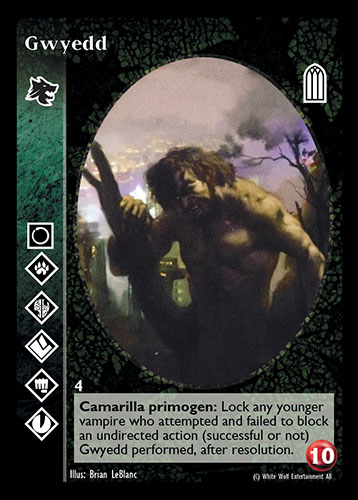 Gwyedd
4
Camarilla primogen: Lock any younger
vampire who attempted and failed to block
an undirected action (successful or not)
Gwyedd performed, after resolution.
10
Illus: Brian LeBlanc
(C) White Wolf Entertainment AB